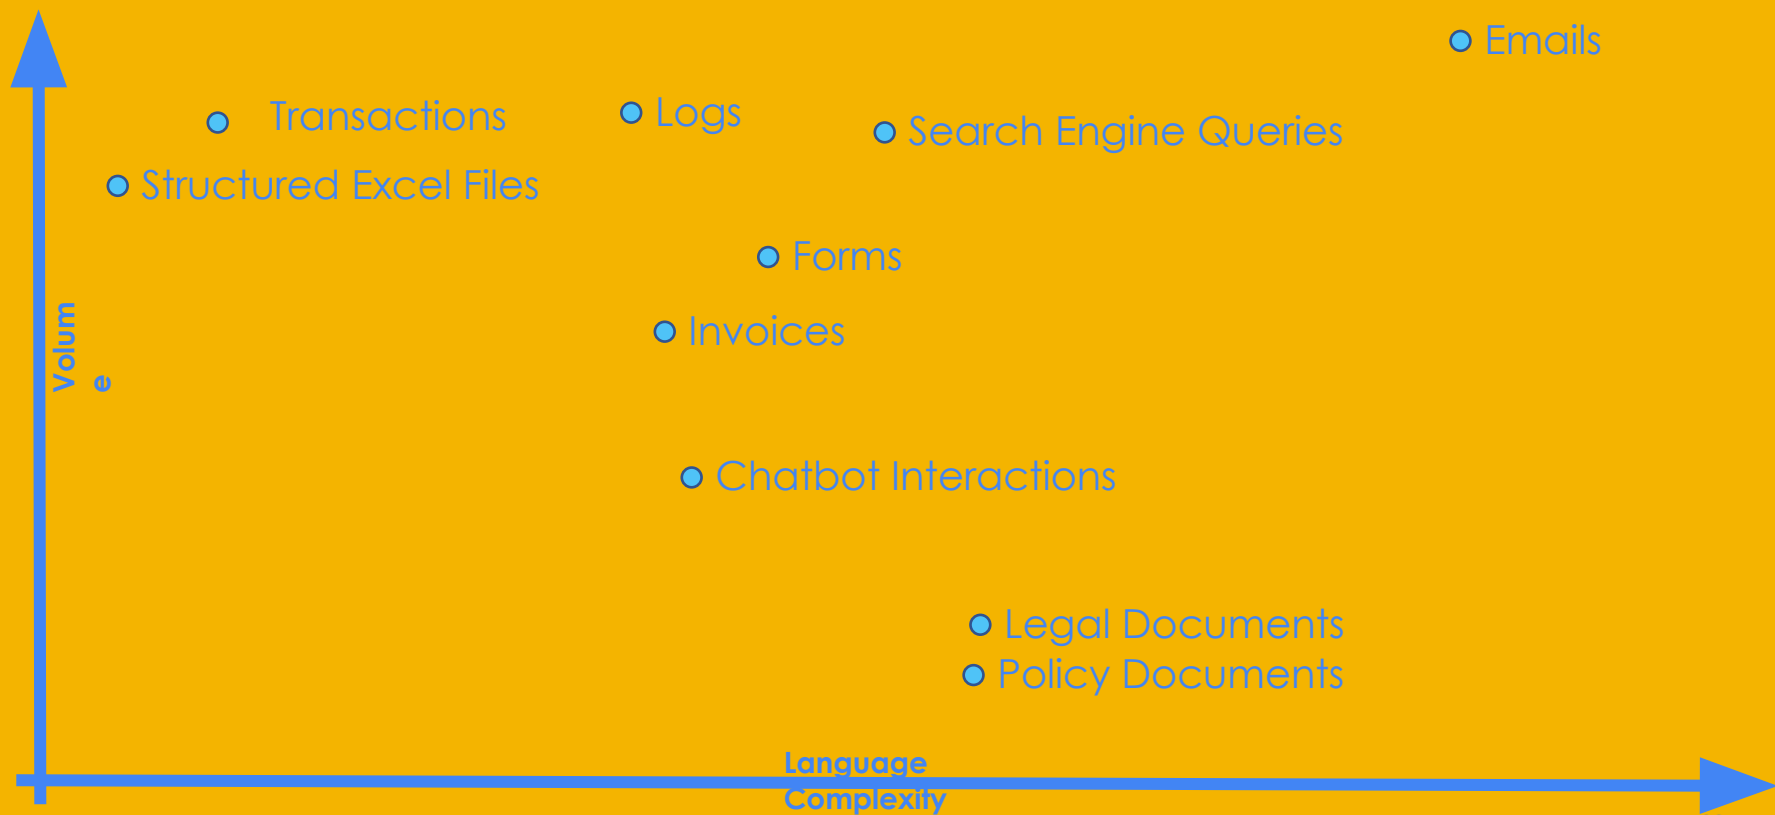 Emails
Transactions
Logs
Search Engine Queries
Structured Excel Files
Forms
Volum
e
Invoices
Chatbot Interactions
Legal Documents
Policy Documents
Language
Complexity